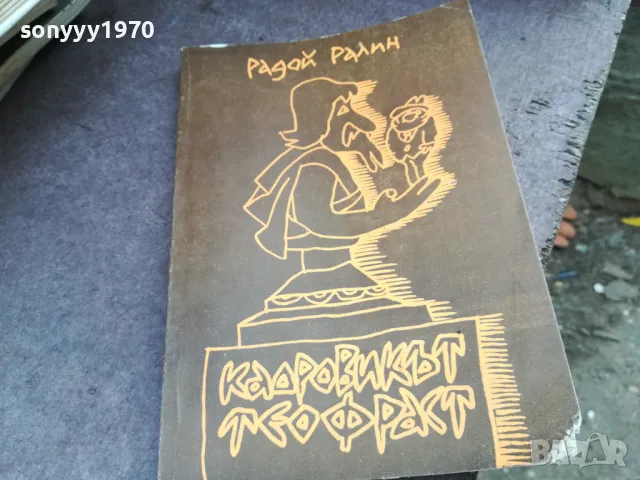 sonyyy1970
Радой Ралин
КАДРОВИКЪТ
ТЕОФРАСТ
BAZAR